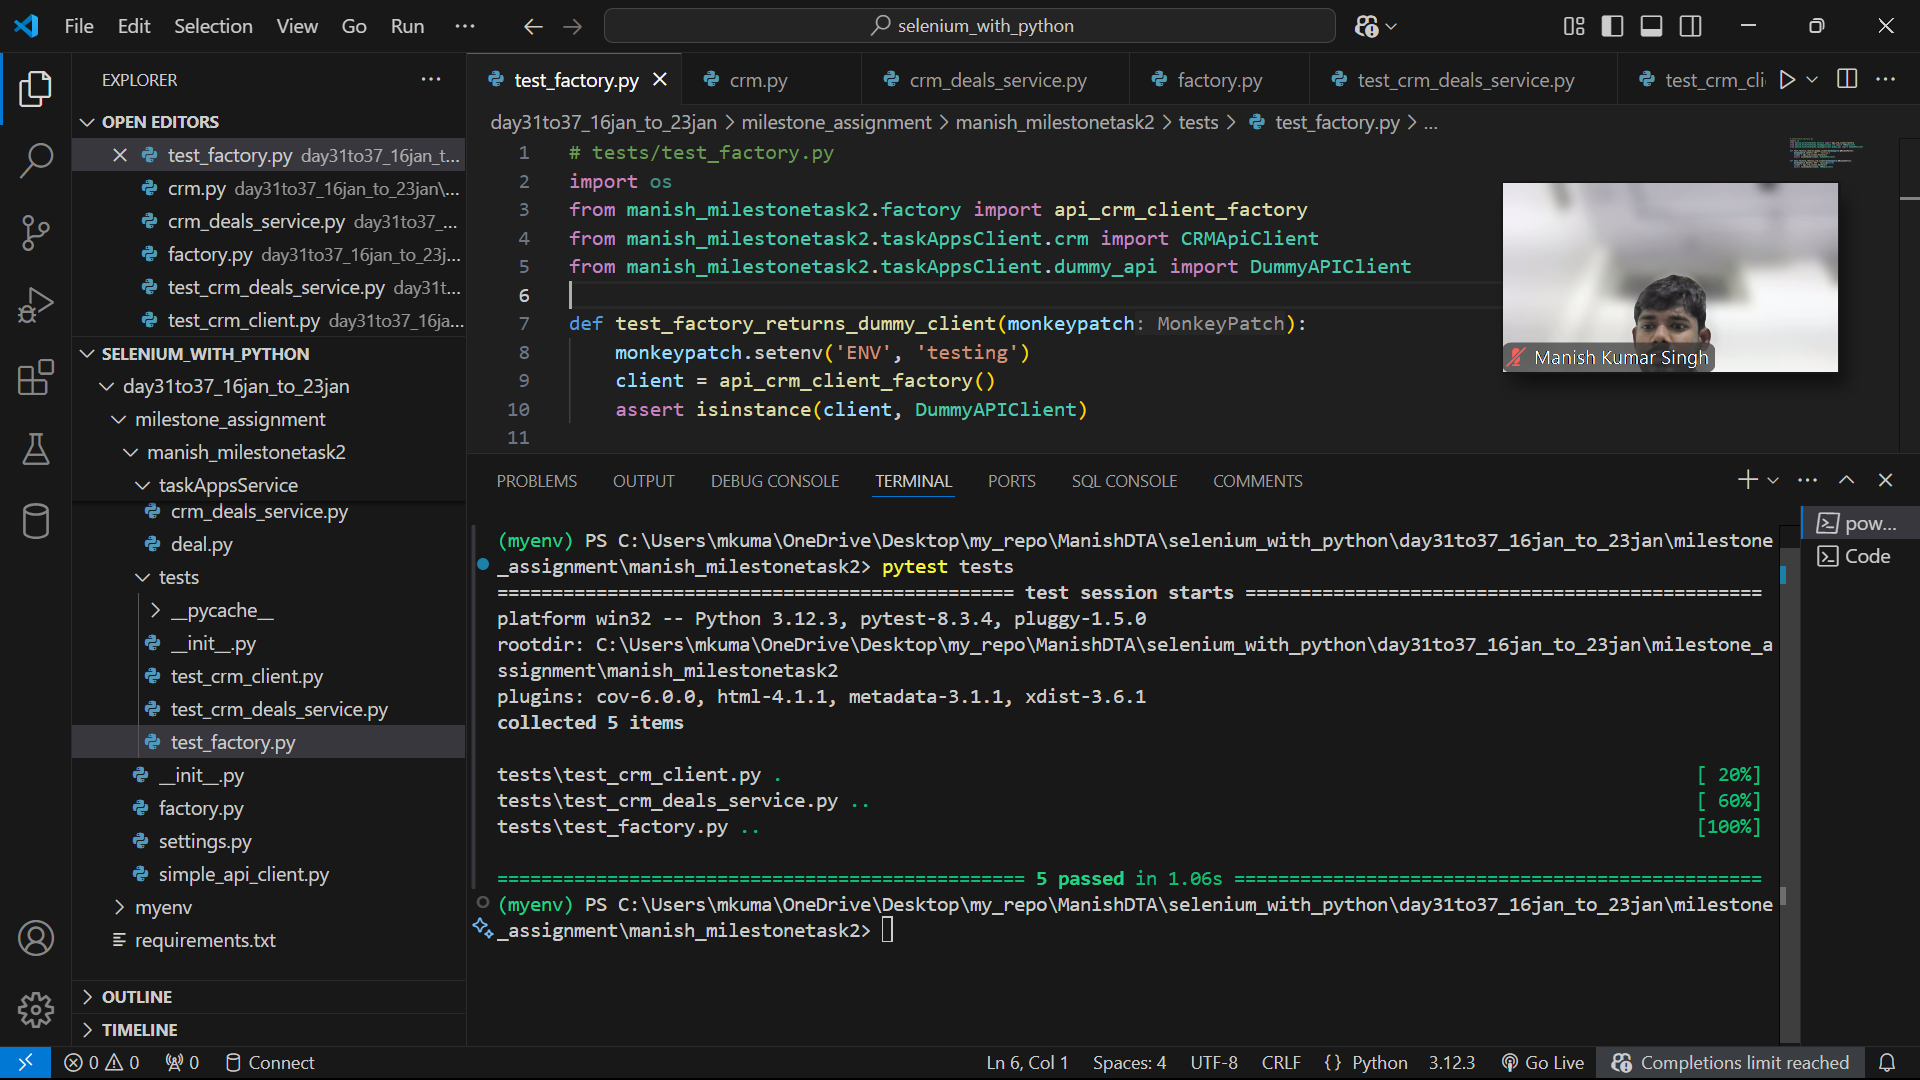 File Edit Selection View Go Run ··· selenium_with_python
EXPLORER ···
OPEN EDITORS
test_factory.py day31to37_16jan_t...
crm.py day31to37_16jan_to_23jan\...
crm_deals_service.py day31to37_...
factory.py day31to37_16jan_to_23j...
test_crm_deals_service.py day31t...
test_crm_client.py day31to37_16ja...
SELENIUM_WITH_PYTHON
day31to37_16jan_to_23jan
milestone_assignment
manish_milestonetask2
taskAppsService
crm_deals_service.py
deal.py
tests
__pycache__
__init__.py
test_crm_client.py
test_crm_deals_service.py
test_factory.py
__init__.py
factory.py
settings.py
simple_api_client.py
myenv
requirements.txt
OUTLINE
TIMELINE
test_factory.py crm.py crm_deals_service.py factory.py test_crm_deals_service.py test_crm_cli
day31to37_16jan_to_23jan > milestone_assignment > manish_milestonetask2 > tests > test_factory.py > ...
1 # tests/test_factory.py
2 import os
3 from manish_milestonetask2.factory import api_crm_client_factory
4 from manish_milestonetask2.taskAppsClient.crm import CRMApiClient
5 from manish_milestonetask2.taskAppsClient.dummy_api import DummyAPIClient
6
7 def test_factory_returns_dummy_client(monkeypatch: MonkeyPatch):
8 monkeypatch.setenv('ENV', 'testing')
9 client = api_crm_client_factory()
10 assert isinstance(client, DummyAPIClient)
11
Manish Kumar Singh
PROBLEMS OUTPUT DEBUG CONSOLE TERMINAL PORTS SQL CONSOLE COMMENTS
(myenv) PS C:\Users\mkuma\OneDrive\Desktop\my_repo\ManishDTA\selenium_with_python\day31to37_16jan_to_23jan\milestone
_assignment\manish_milestonetask2> pytest tests
=============================================== test session starts ===============================================
platform win32 -- Python 3.12.3, pytest-8.3.4, pluggy-1.5.0
rootdir: C:\Users\mkuma\OneDrive\Desktop\my_repo\ManishDTA\selenium_with_python\day31to37_16jan_to_23jan\milestone_a
ssignment\manish_milestonetask2
plugins: cov-6.0.0, html-4.1.1, metadata-3.1.1, xdist-3.6.1
collected 5 items
tests\test_crm_client.py . [ 20%]
tests\test_crm_deals_service.py .. [ 60%]
tests\test_factory.py .. [100%]
================================================ 5 passed in 1.06s ================================================
(myenv) PS C:\Users\mkuma\OneDrive\Desktop\my_repo\ManishDTA\selenium_with_python\day31to37_16jan_to_23jan\milestone
_assignment\manish_milestonetask2>
pow...
Code
0 0 0 Connect Ln 6, Col 1 Spaces: 4 UTF-8 CRLF {} Python 3.12.3 Go Live Completions limit reached